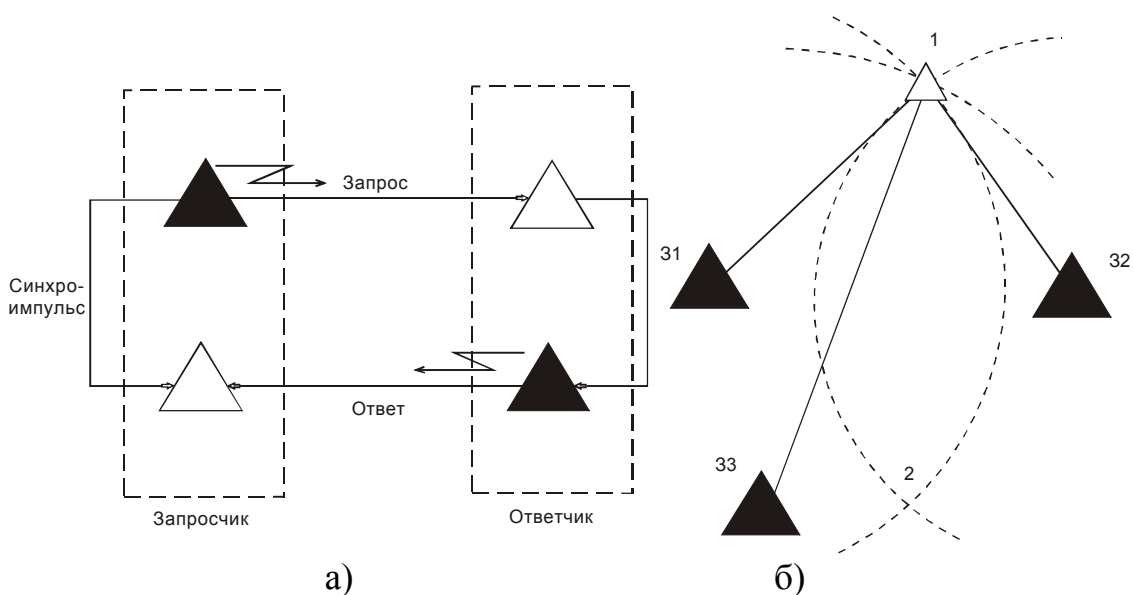 Запрос
Синхро-
импульс
Ответ
Запросчик
Ответчик
а)
1
31
32
33
2
б)